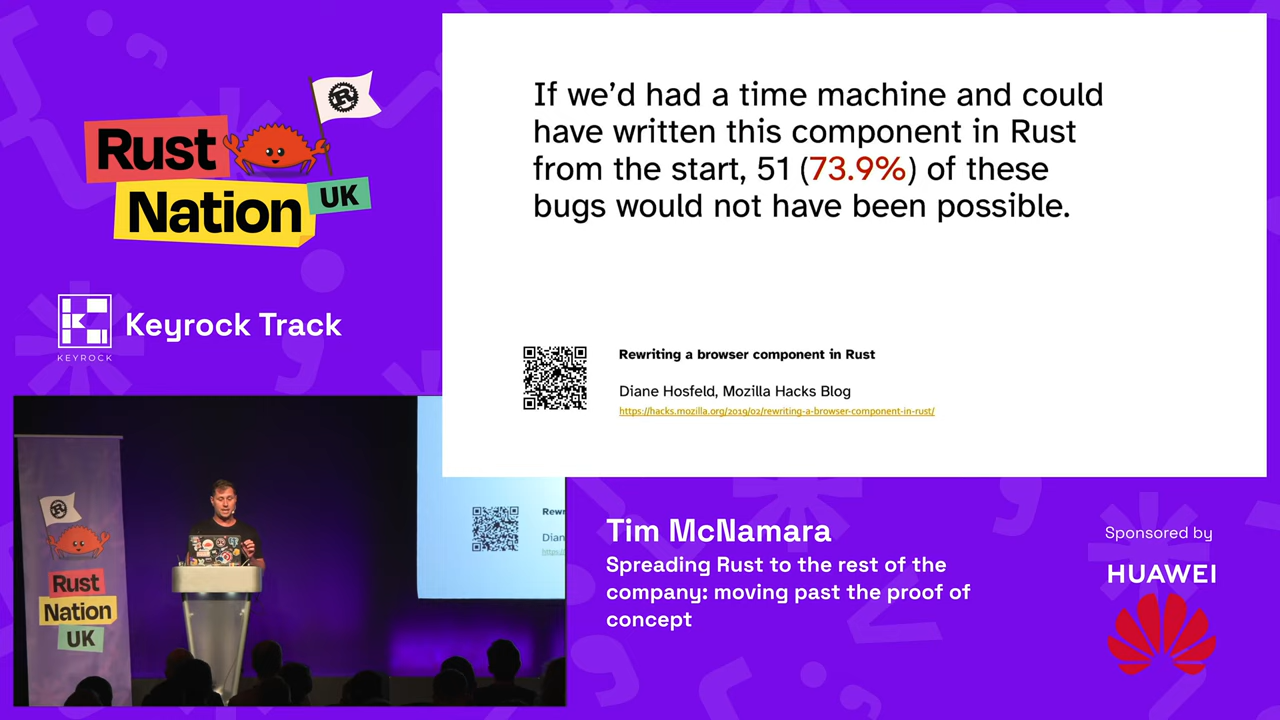 Rust
Nation
UK
KEYROCK
Keyrock Track
If we'd had a time machine and could
have written this component in Rust
from the start, 51 (73.9%) of these
bugs would not have been possible.
Rewriting a browser component in Rust
Diane Hosfeld, Mozilla Hacks Blog
https://hacks.mozilla.org/2019/02/rewriting-a-browser-component-in-rust/
Rust
Nation
UK
Rewr
Dian
Tim McNamara
Spreading Rust to the rest of the
company: moving past the proof of
concept
Sponsored by
HUAWEI